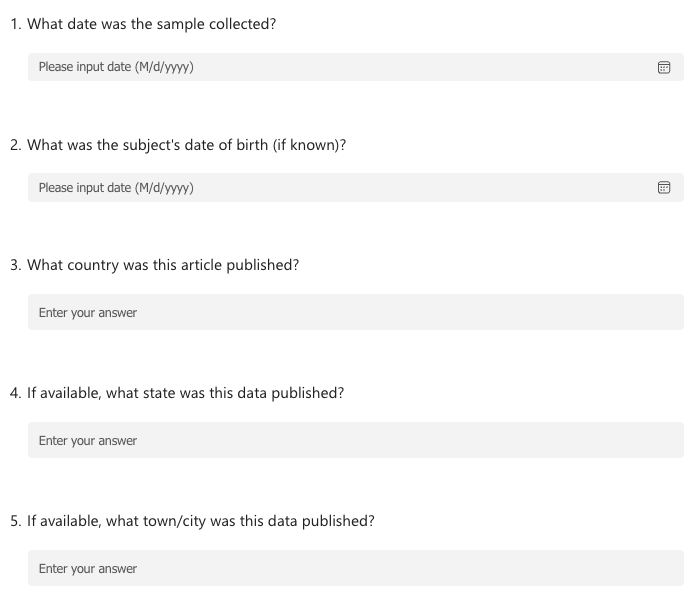 1. What date was the sample collected?
Please input date (M/d/yyyy)
2. What was the subject's date of birth (if known)?
Please input date (M/d/yyyy)
3. What country was this article published?
Enter your answer
4. If available, what state was this data published?
Enter your answer
5. If available, what town/city was this data published?
Enter your answer